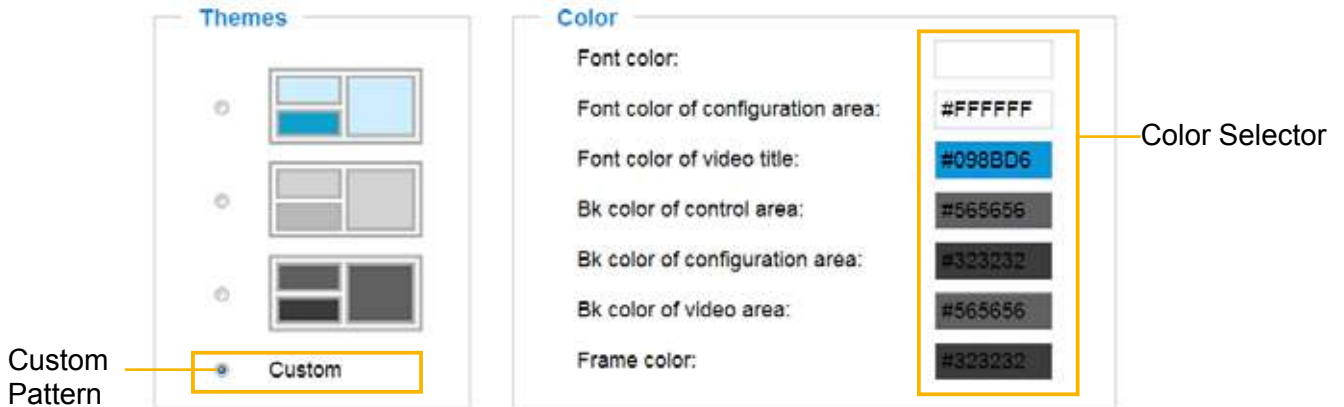 Themes
Custom
Color
Font color:
Font color of configuration area: #FFFFFF
Font color of video title: #098BD6
Bk color of control area: #565656
Bk color of configuration area: #323232
Bk color of video area: #565656
Frame color: #323232
Color Selector
Custom
Pattern